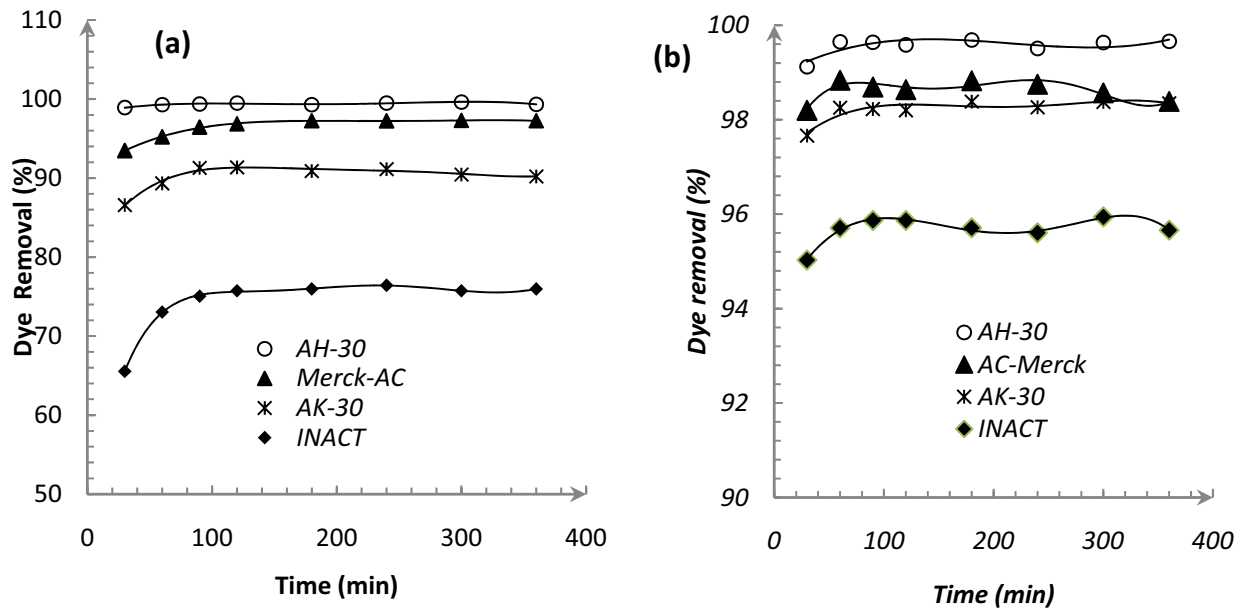 (a)
Dye Removal (%)
110
100
90
80
70
60
50
0
100
200
300
400
Time (min)
AH-30
Merck-AC
AK-30
INACT
(b)
Dye removal (%)
100
98
96
94
92
90
0
100
200
300
400
Time (min)
AH-30
AC-Merck
AK-30
INACT